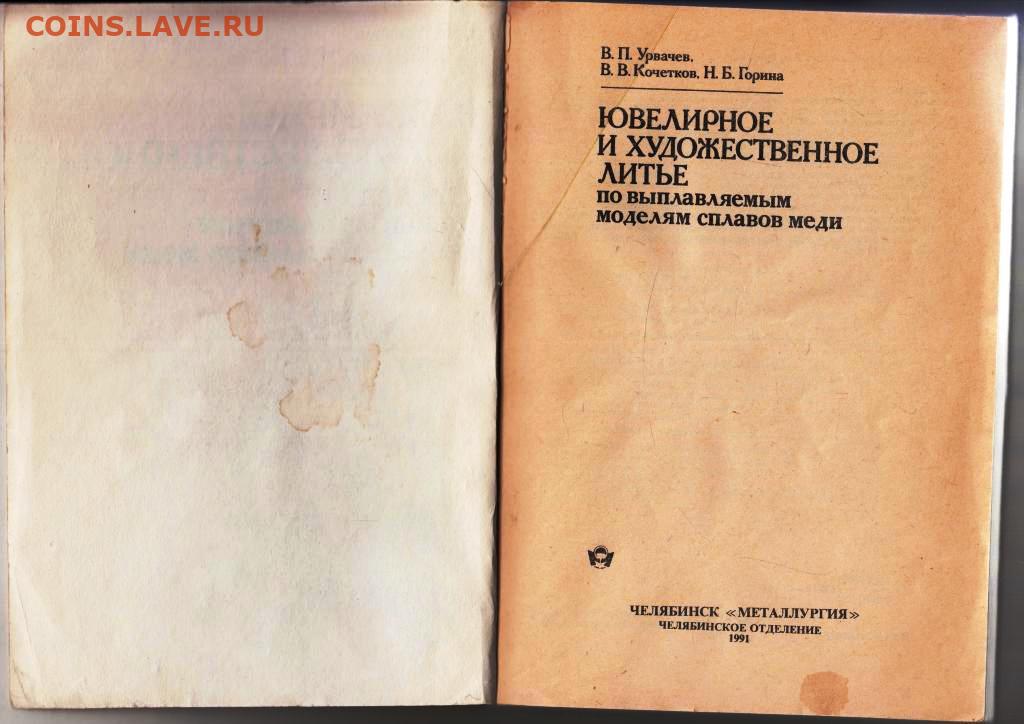 COINS.LAVE.RU
В. П. Урвачев,
В. В. Кочетков, Н. Б. Горина
ЮВЕЛИРНОЕ
И ХУДОЖЕСТВЕННОЕ
ЛИТЬЕ
по выплавляемым
моделям сплавов меди
ЧЕЛЯБИНСК «МЕТАЛЛУРГИЯ»
ЧЕЛЯБИНСКОЕ ОТДЕЛЕНИЕ
1991